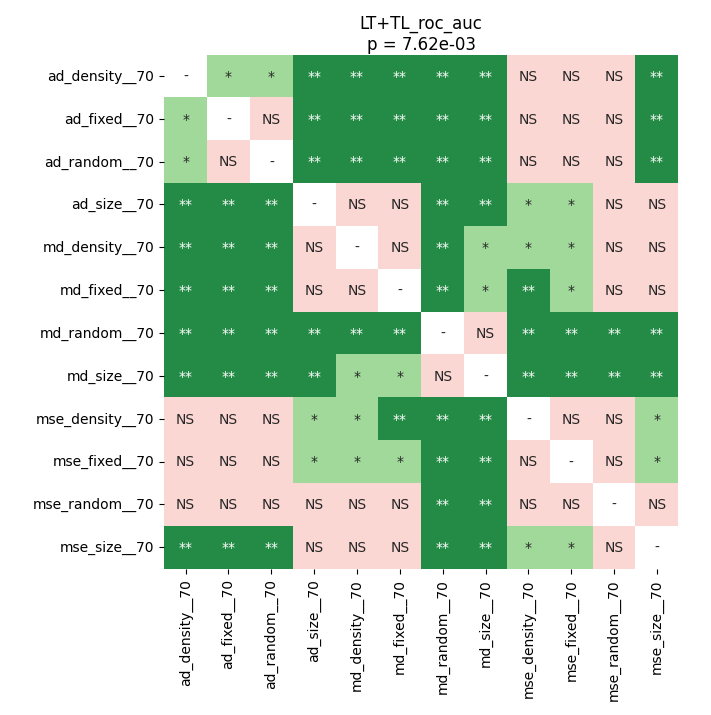 LT+TL_roc_auc
p = 7.62e-03
ad_density__70 - * * ** ** ** ** ** NS NS NS **
ad_fixed__70 * - NS ** ** ** ** ** NS NS NS **
ad_random__70 * NS - ** ** ** ** ** NS NS NS **
ad_size__70 ** ** ** - NS NS ** ** * * NS NS
md_density__70 ** ** ** NS - NS ** * * * NS NS
md_fixed__70 ** ** ** NS NS - ** * ** * NS NS
md_random__70 ** ** ** ** ** ** - NS ** ** ** **
md_size__70 ** ** ** ** * * NS - ** ** ** **
mse_density__70 NS NS NS * * ** ** ** - NS NS *
mse_fixed__70 NS NS NS * * * ** ** NS - NS *
mse_random__70 NS NS NS NS NS NS ** ** NS NS - NS
mse_size__70 ** ** ** NS NS NS ** ** * * NS -
ad_density__70
ad_fixed__70
ad_random__70
ad_size__70
md_density__70
md_fixed__70
md_random__70
md_size__70
mse_density__70
mse_fixed__70
mse_random__70
mse_size__70